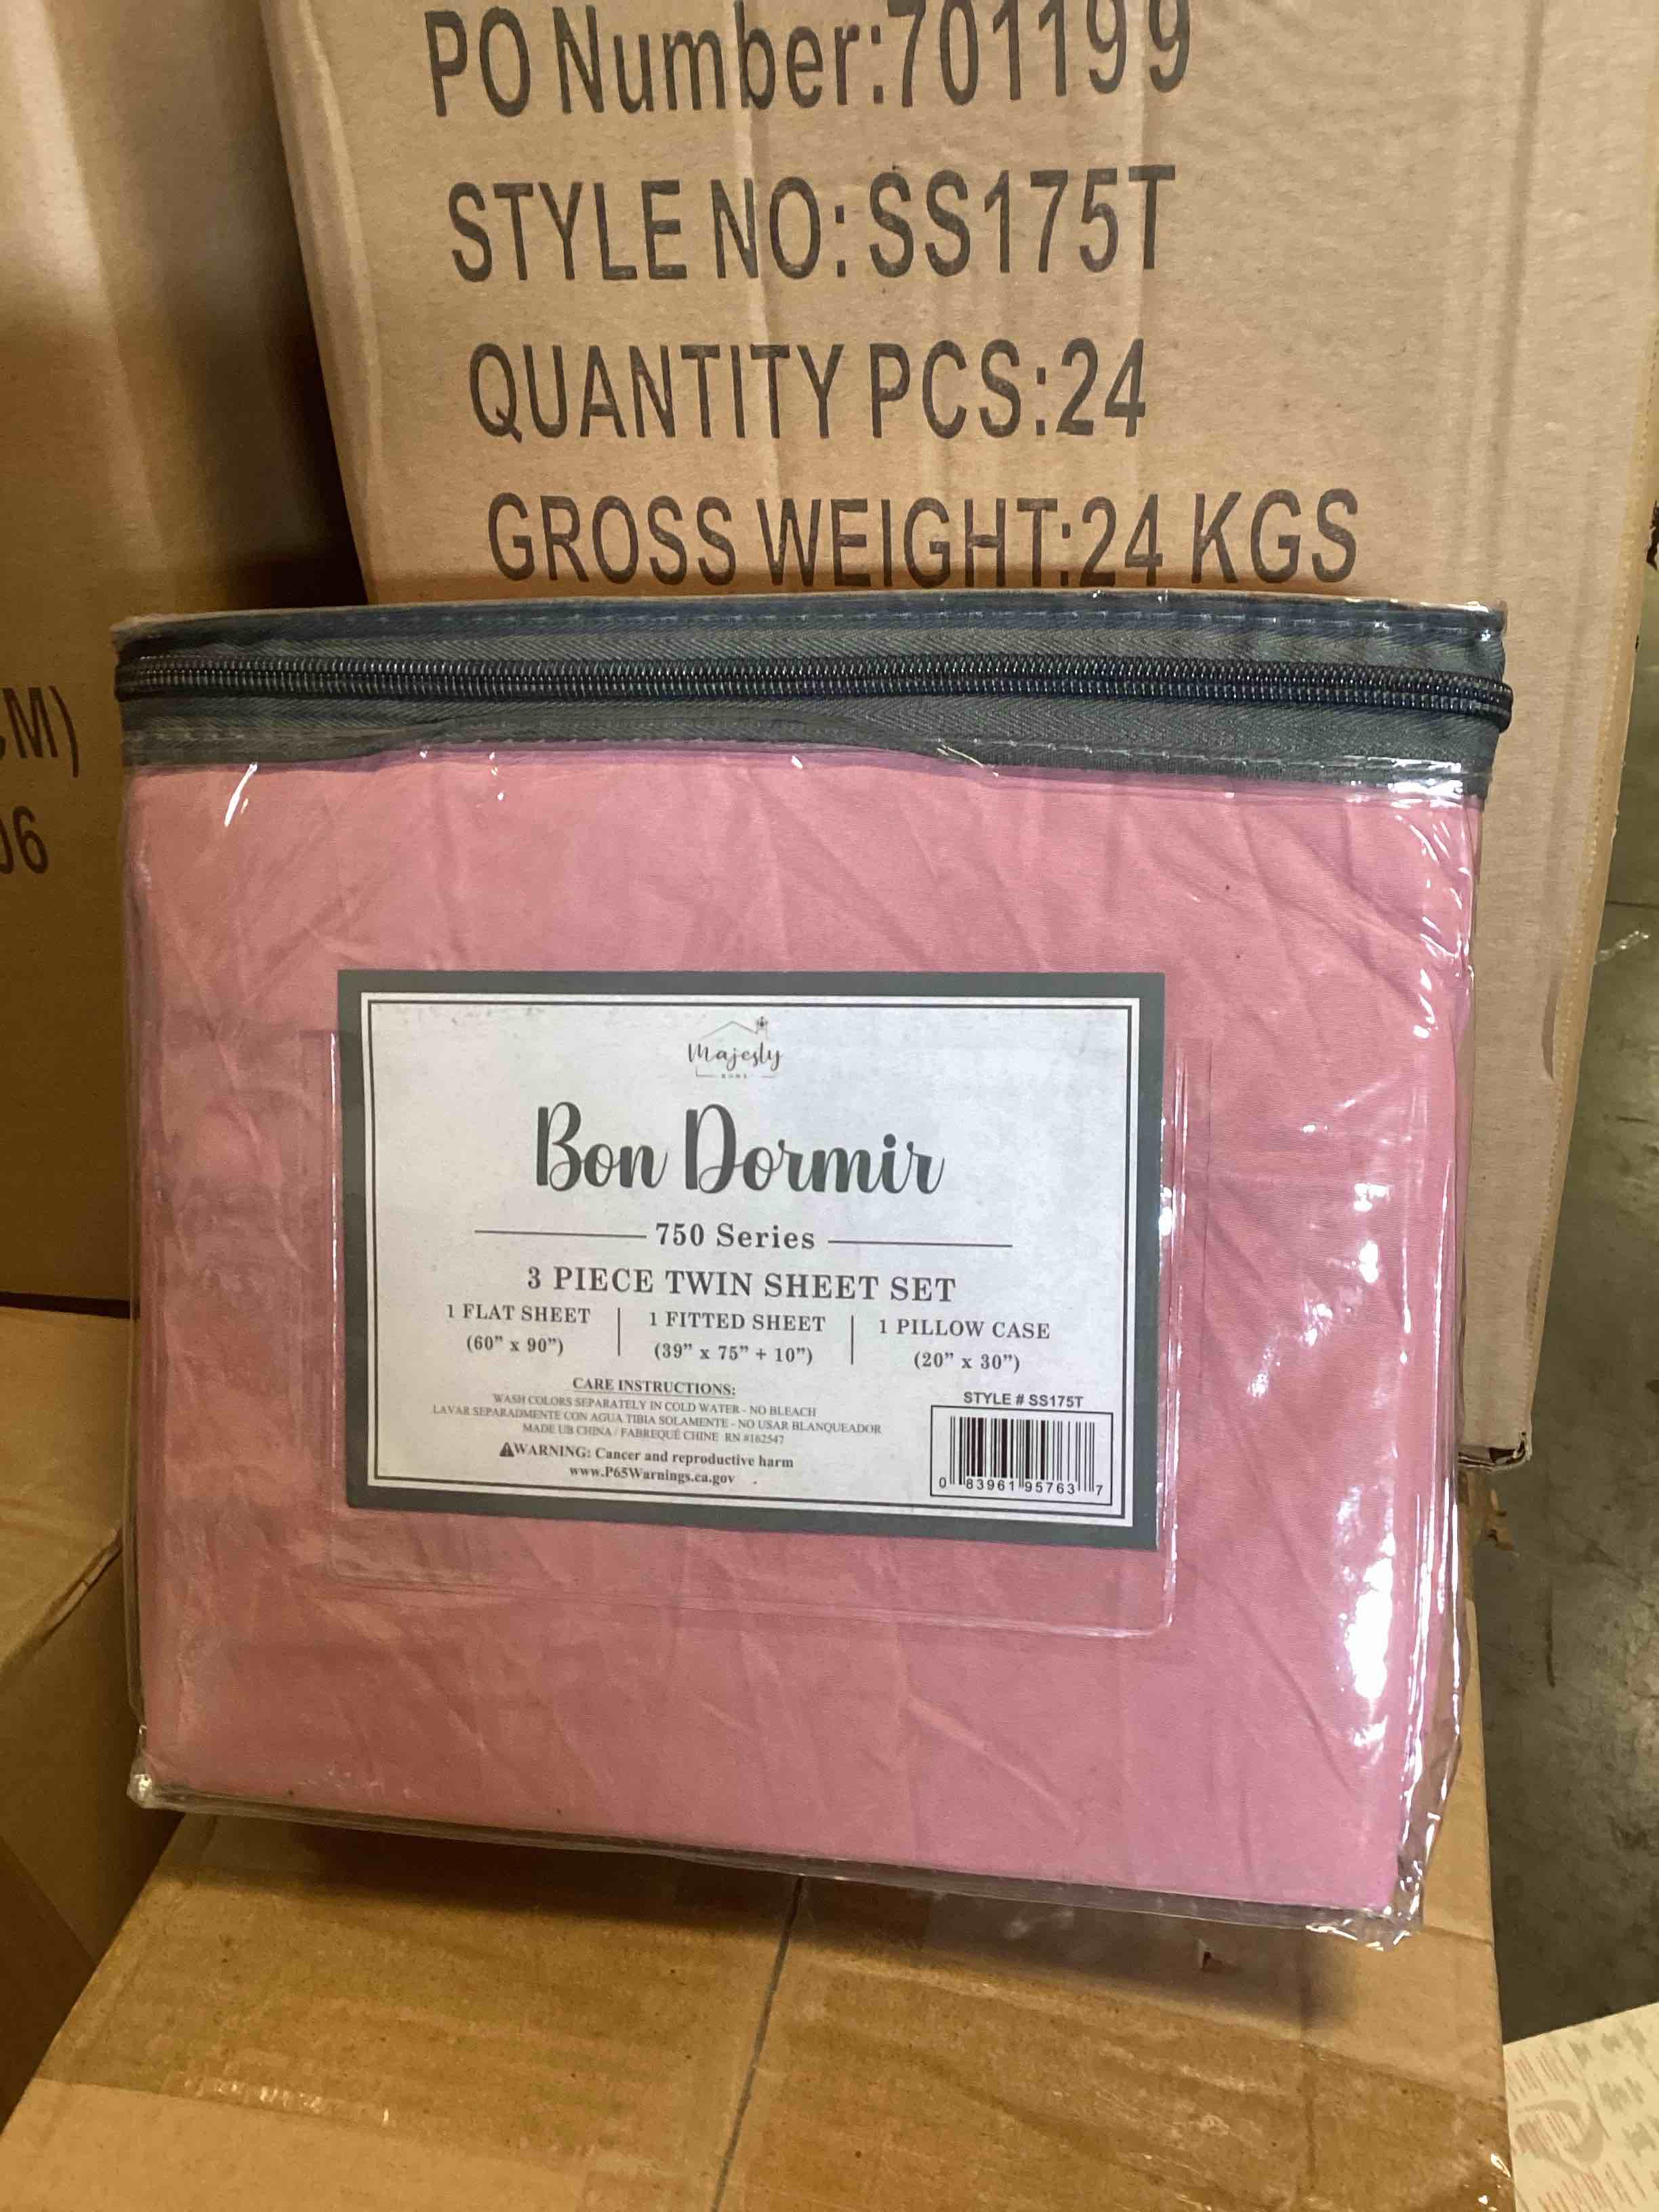 PO Number:701199
STYLE NO:SS175T
QUANTITY PCS:24
GROSS WEIGHT:24 KGS
M)
06
Majesty
HOME
Bon Dormir
750 Series
3 PIECE TWIN SHEET SET
1 FLAT SHEET
(60" x 90")
1 FITTED SHEET
(39" x 75" + 10")
1 PILLOW CASE
(20" x 30")
CARE INSTRUCTIONS:
WASH COLORS SEPARATELY IN COLD WATER - NO BLEACH
LAVAR SEPARADMENTE CON AGUA TIBIA SOLAMENTE - NO USAR BLANQUEADOR
MADE UB CHINA / FABREQUÉ CHINE RN #162547
WARNING: Cancer and reproductive harm
www.P65Warnings.ca.gov
STYLE # SS175T
0 83961 95763 7